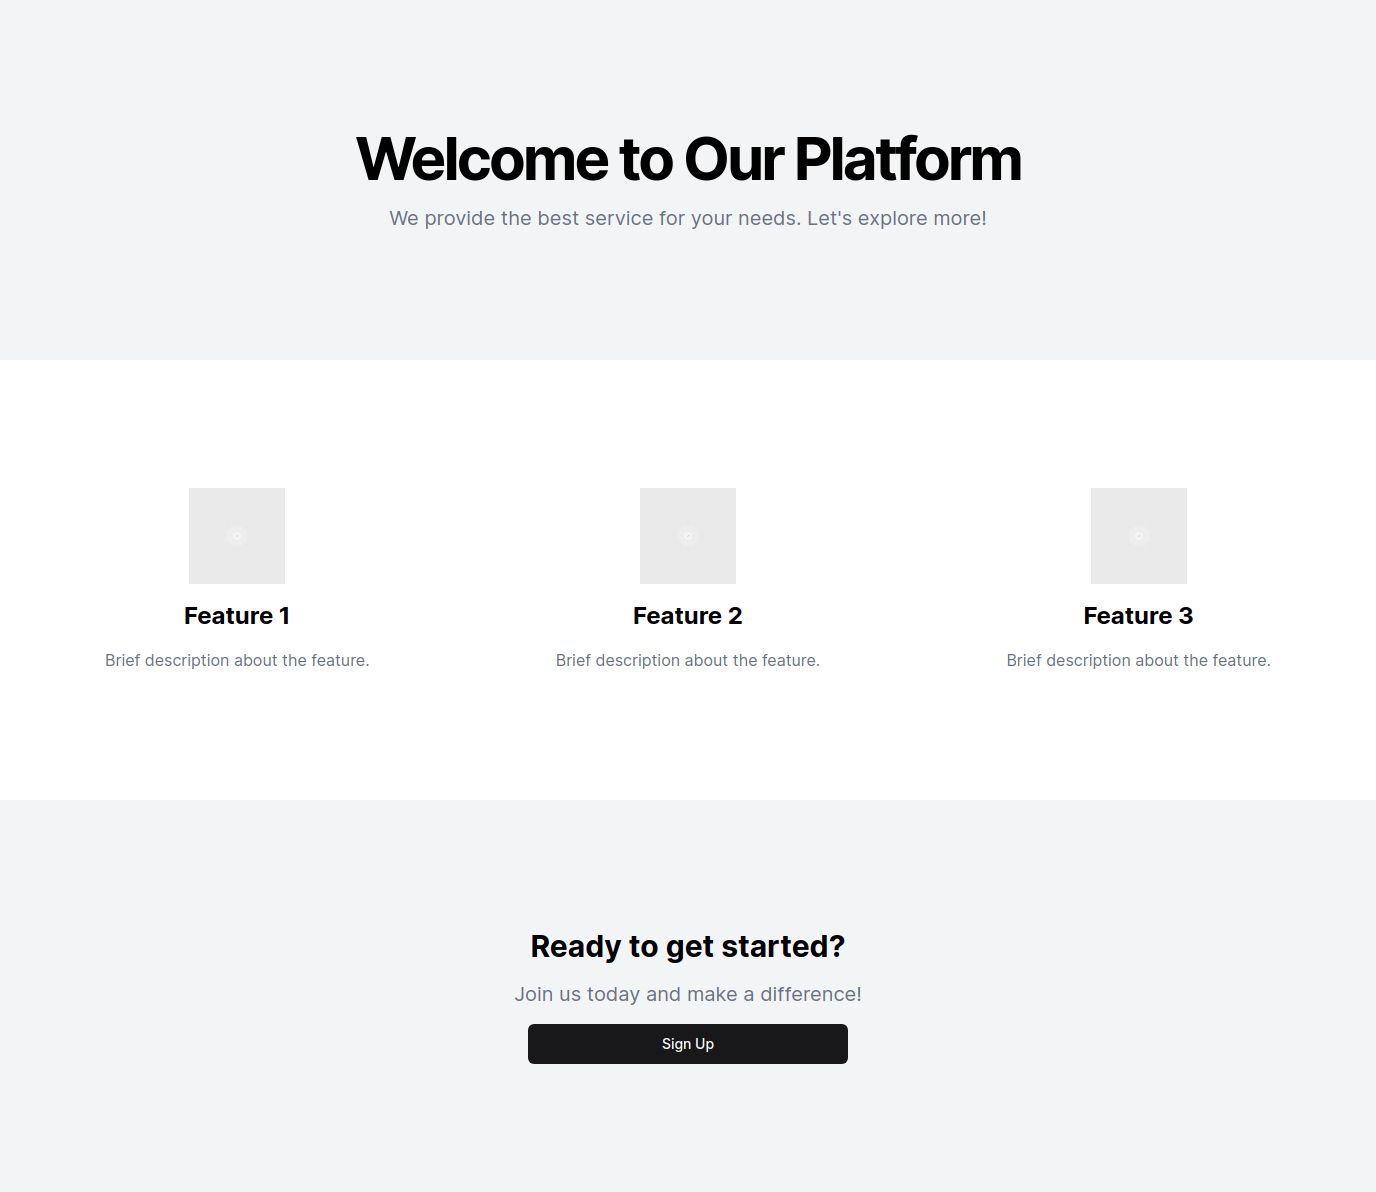 Welcome to Our Platform
We provide the best service for your needs. Let's explore more!
Feature 1
Brief description about the feature.
Feature 2
Brief description about the feature.
Feature 3
Brief description about the feature.
Ready to get started?
Join us today and make a difference!
Sign Up